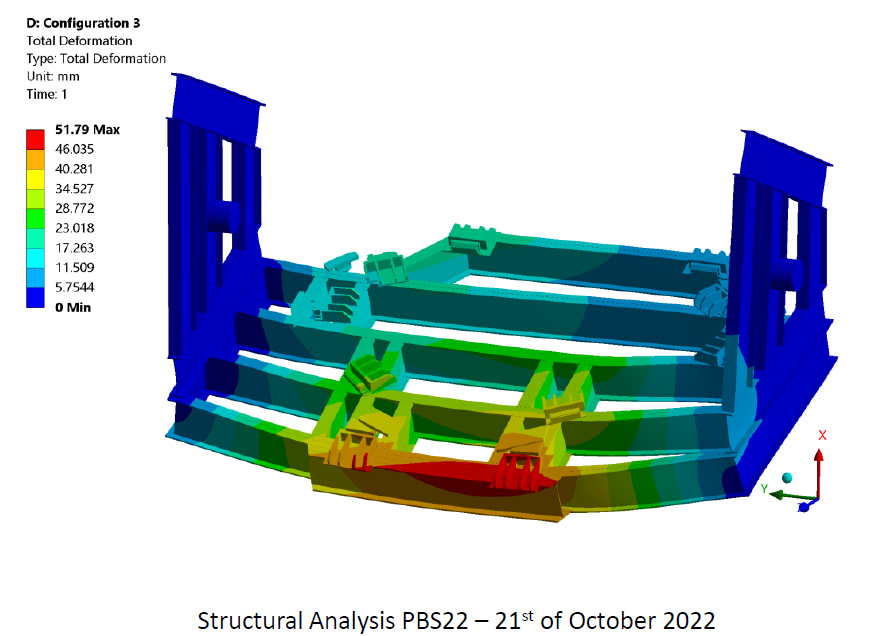 D: Configuration 3
Total Deformation
Type: Total Deformation
Unit: mm
Time: 1
51.79 Max
46.035
40.281
34.527
28.772
23.018
17.263
11.509
5.7544
0 Min
X
Y
Structural Analysis PBS22 – 21st of October 2022